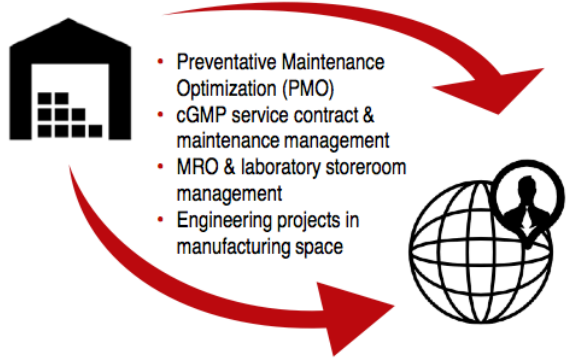 • Preventative Maintenance
Optimization (PMO)
• cGMP service contract &
maintenance management
• MRO & laboratory storeroom
management
• Engineering projects in
manufacturing space